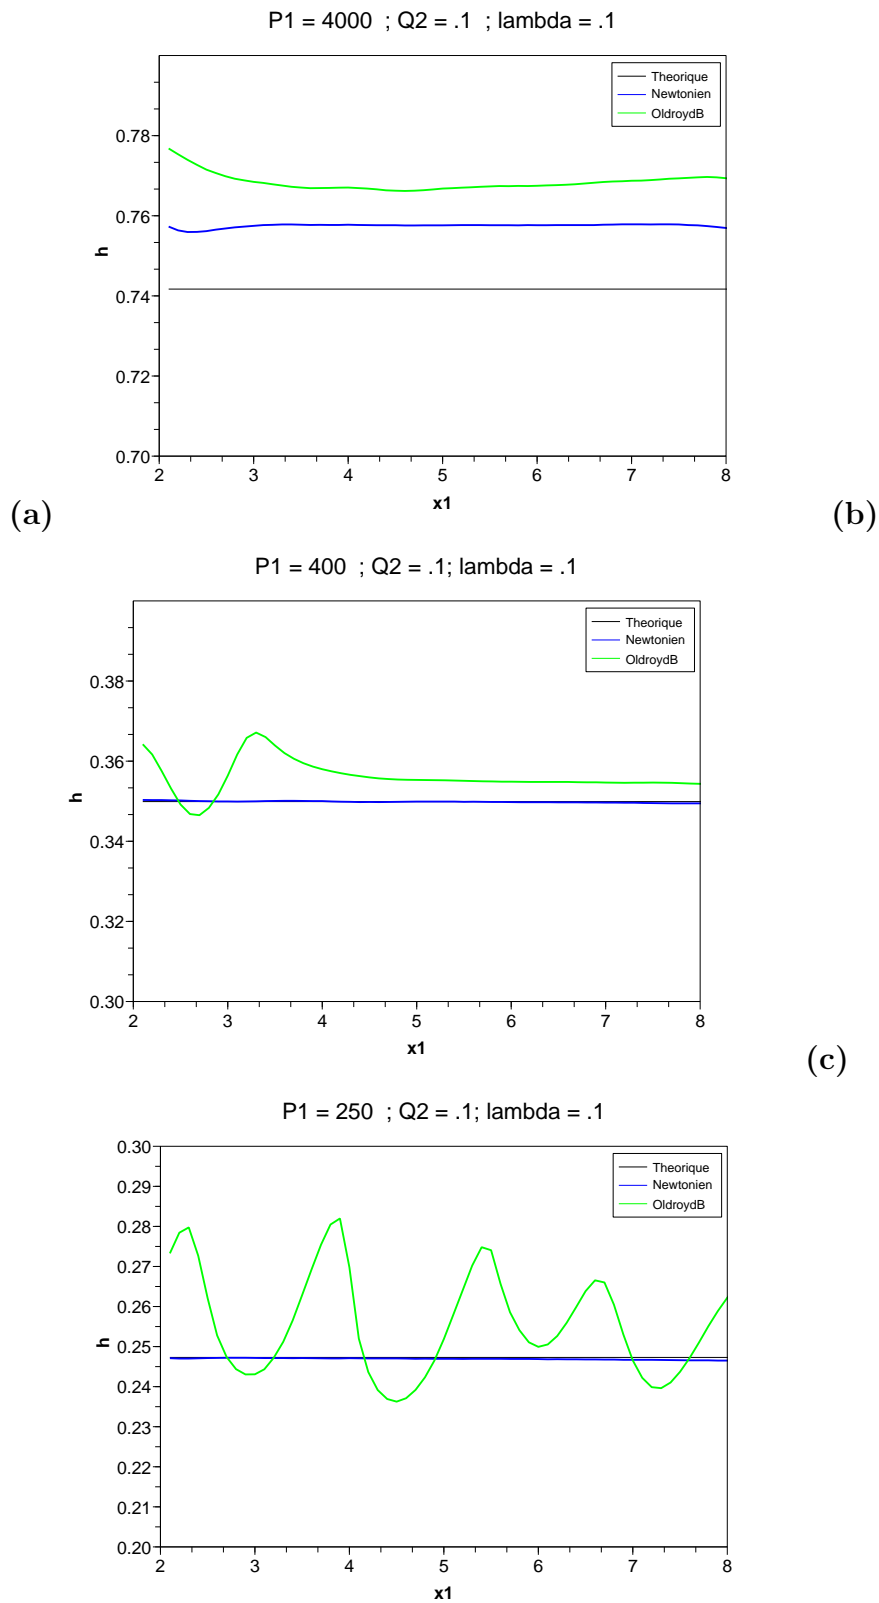 P1 = 4000 ; Q2 = .1 ; lambda = .1
Theorique
Newtonien
OldroydB
0.78
0.76
0.74
0.72
0.70
h
2 3 4 5 6 7 8
x1
(a) (b)
P1 = 400 ; Q2 = .1; lambda = .1
Theorique
Newtonien
OldroydB
0.38
0.36
0.34
0.32
0.30
h
2 3 4 5 6 7 8
x1
(c)
P1 = 250 ; Q2 = .1; lambda = .1
Theorique
Newtonien
OldroydB
0.30
0.29
0.28
0.27
0.26
0.25
0.24
0.23
0.22
0.21
0.20
h
2 3 4 5 6 7 8
x1